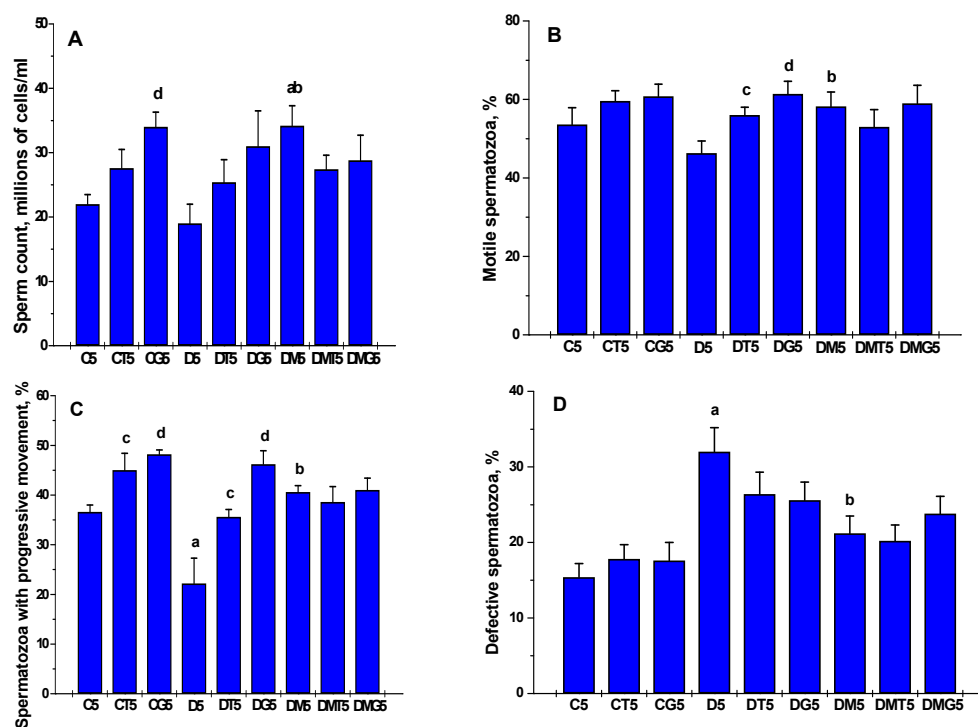 A
Sperm count, millions of cells/ml
50
40
30
20
10
0
d
ab
C5 CT5 CG5 D5 DT5 DG5 DM5 DMT5 DMG5
B
Motile spermatozoa, %
80
60
40
20
0
c
d
b
C5 CT5 CG5 D5 DT5 DG5 DM5 DMT5 DMG5
C
Spermatozoa with progressive movement, %
60
50
40
30
20
10
0
c
d
a
c
d
b
C5 CT5 CG5 D5 DT5 DG5 DM5 DMT5 DMG5
D
Defective spermatozoa, %
40
30
20
10
0
a
b
C5 CT5 CG5 D5 DT5 DG5 DM5 DMT5 DMG5